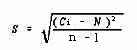 S = √((Ci - N)² / n - 1)